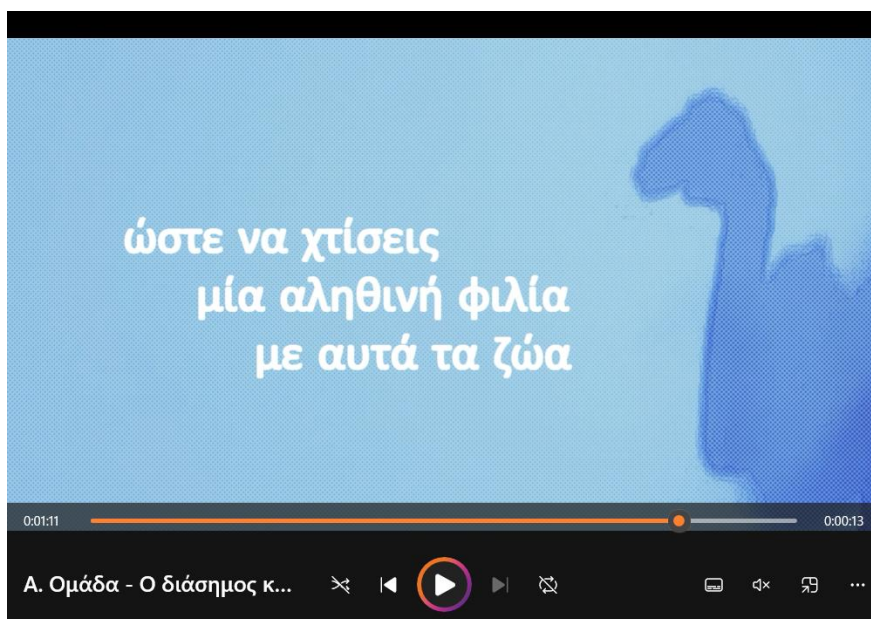 ώστε να χτίσεις
μία αληθινή φιλία
με αυτά τα ζώα
0:01:11
0:00:13
Α. Ομάδα - Ο διάσημος κ...